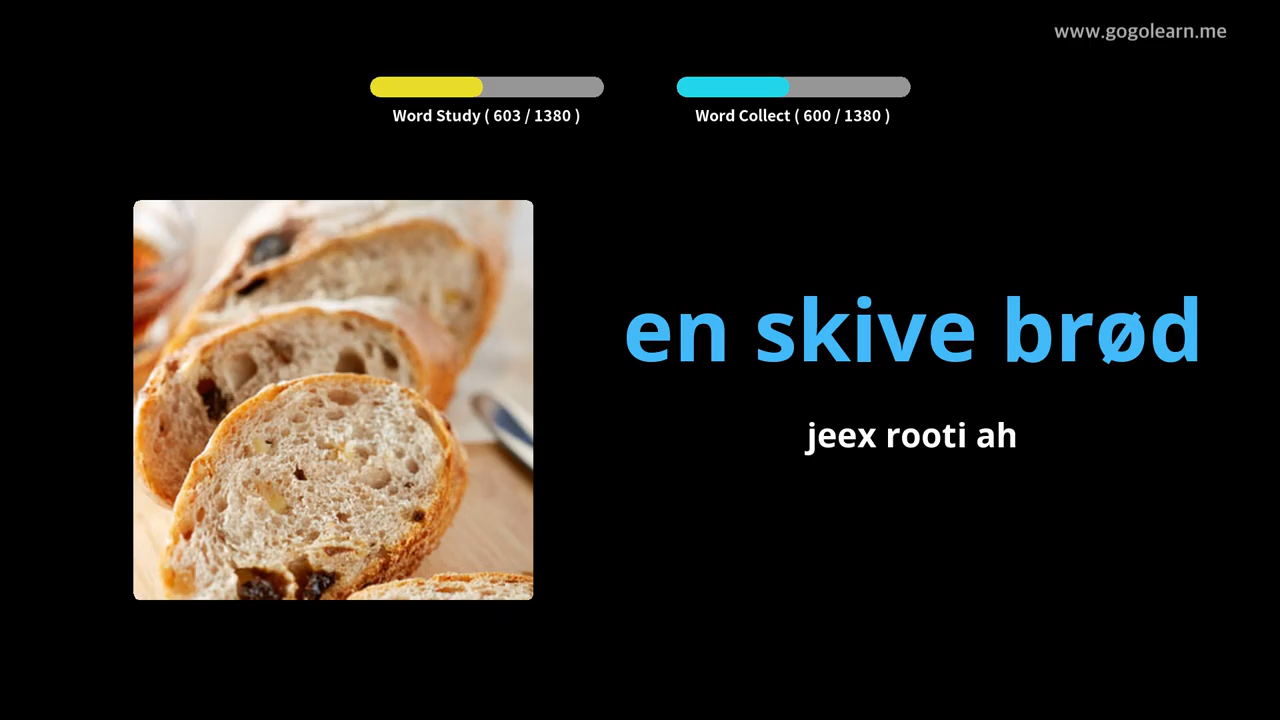 www.gogolearn.me
Word Study ( 603 / 1380 )
Word Collect ( 600 / 1380 )
en skive brød
jeex rooti ah